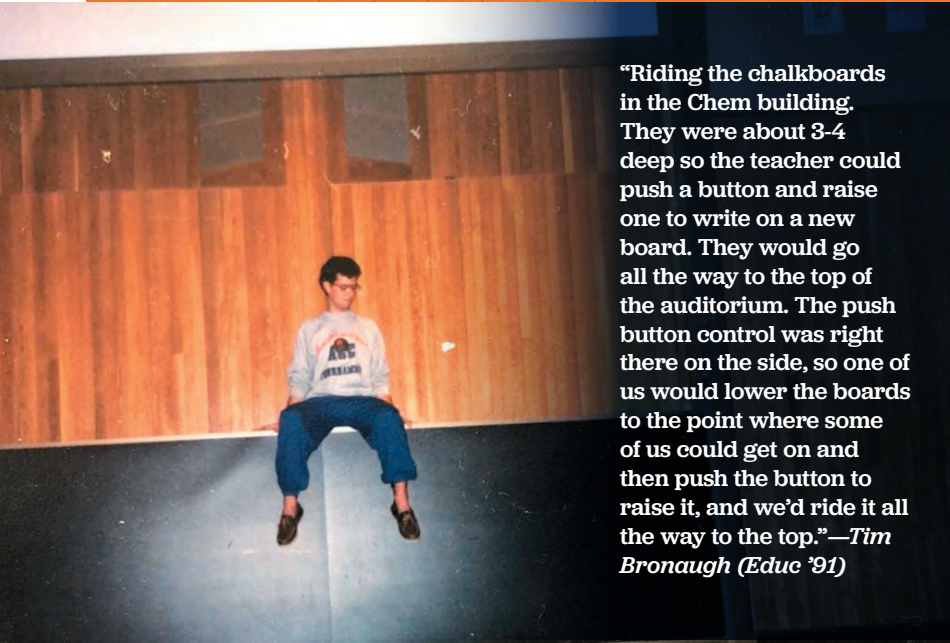 “Riding the chalkboards
in the Chem building.
They were about 3-4
deep so the teacher could
push a button and raise
one to write on a new
board. They would go
all the way to the top of
the auditorium. The push
button control was right
there on the side, so one of
us would lower the boards
to the point where some
of us could get on and
then push the button to
raise it, and we’d ride it all
the way to the top.”—Tim
Bronaugh (Educ ’91)